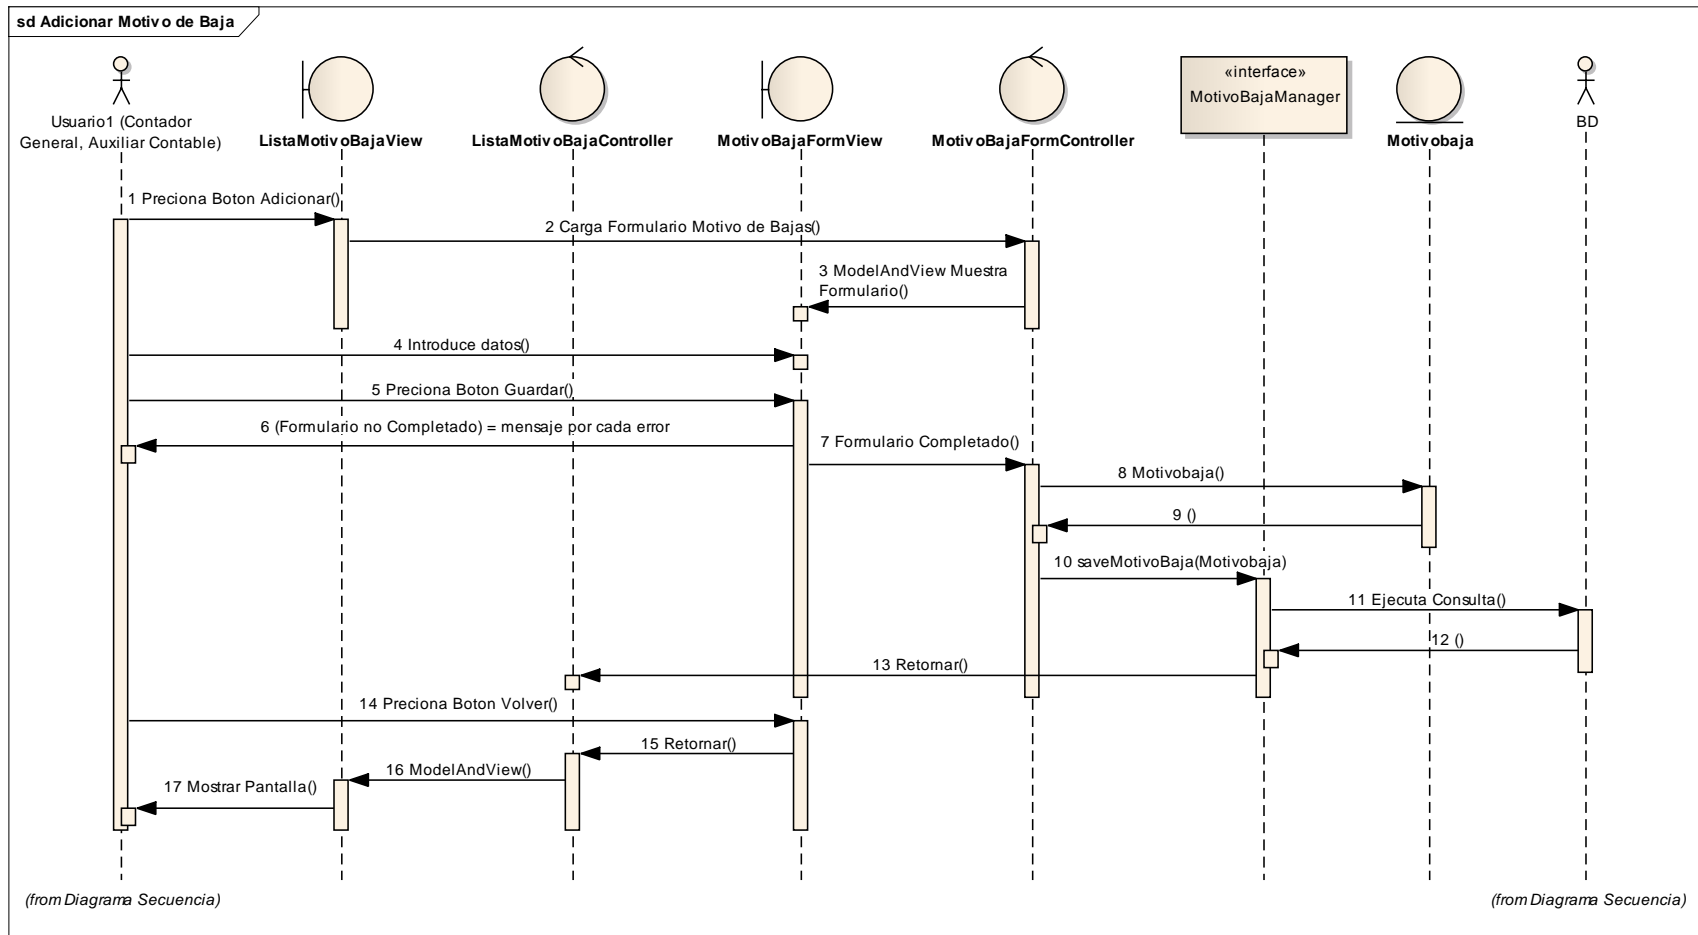 sd Adicionar Motivo de Baja
Usuario1 (Contador
General, Auxiliar Contable)
ListaMotivoBajaView
ListaMotivoBajaController
MotivoBajaFormView
MotivoBajaFormController
«interface»
MotivoBajaManager
Motivobaja
BD
1 Preciona Boton Adicionar()
2 Carga Formulario Motivo de Bajas()
3 ModelAndView Muestra
Formulario()
4 Introduce datos()
5 Preciona Boton Guardar()
6 (Formulario no Completado) = mensaje por cada error
7 Formulario Completado()
8 Motivobaja()
9 ()
10 saveMotivoBaja(Motivobaja)
11 Ejecuta Consulta()
12 ()
13 Retornar()
14 Preciona Boton Volver()
15 Retornar()
16 ModelAndView()
17 Mostrar Pantalla()
(from Diagrama Secuencia)
(from Diagrama Secuencia)